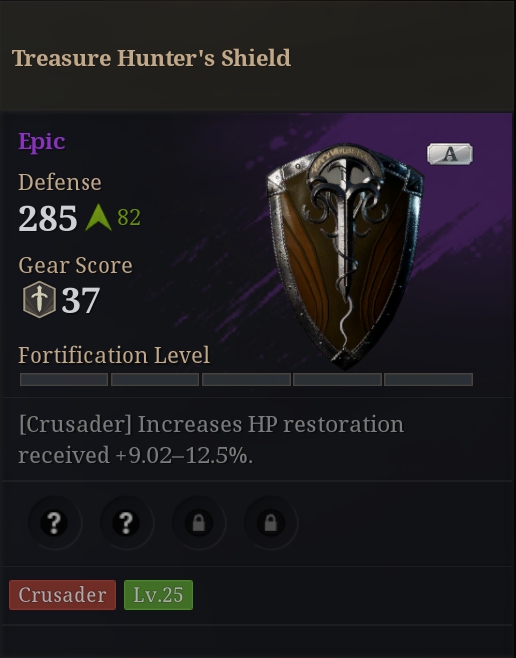 Treasure Hunter's Shield
Epic
A
Defense
285 82
Gear Score
37
Fortification Level
[Crusader] Increases HP restoration
received +9.02–12.5%.
? ?
Crusader Lv.25